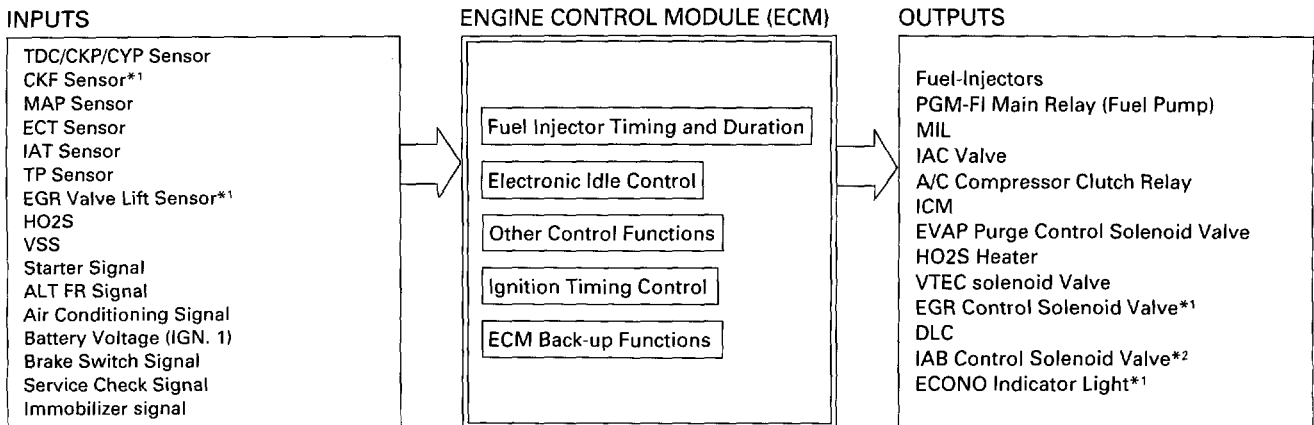 INPUTS
TDC/CKP/CYP Sensor
CKF Sensor*1
MAP Sensor
ECT Sensor
IAT Sensor
TP Sensor
EGR Valve Lift Sensor*1
HO2S
VSS
Starter Signal
ALT FR Signal
Air Conditioning Signal
Battery Voltage (IGN. 1)
Brake Switch Signal
Service Check Signal
Immobilizer signal
ENGINE CONTROL MODULE (ECM)
Fuel Injector Timing and Duration
Electronic Idle Control
Other Control Functions
Ignition Timing Control
ECM Back-up Functions
OUTPUTS
Fuel-Injectors
PGM-FI Main Relay (Fuel Pump)
MIL
IAC Valve
A/C Compressor Clutch Relay
ICM
EVAP Purge Control Solenoid Valve
HO2S Heater
VTEC solenoid Valve
EGR Control Solenoid Valve*1
DLC
IAB Control Solenoid Valve*2
ECONO Indicator Light*1